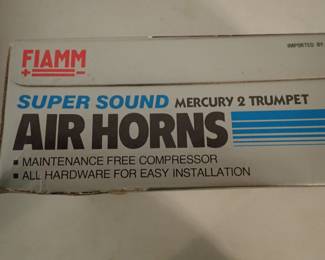 FIAMM
IMPORTED BY
SUPER SOUND MERCURY 2 TRUMPET
AIR HORNS
▪ MAINTENANCE FREE COMPRESSOR
▪ ALL HARDWARE FOR EASY INSTALLATION